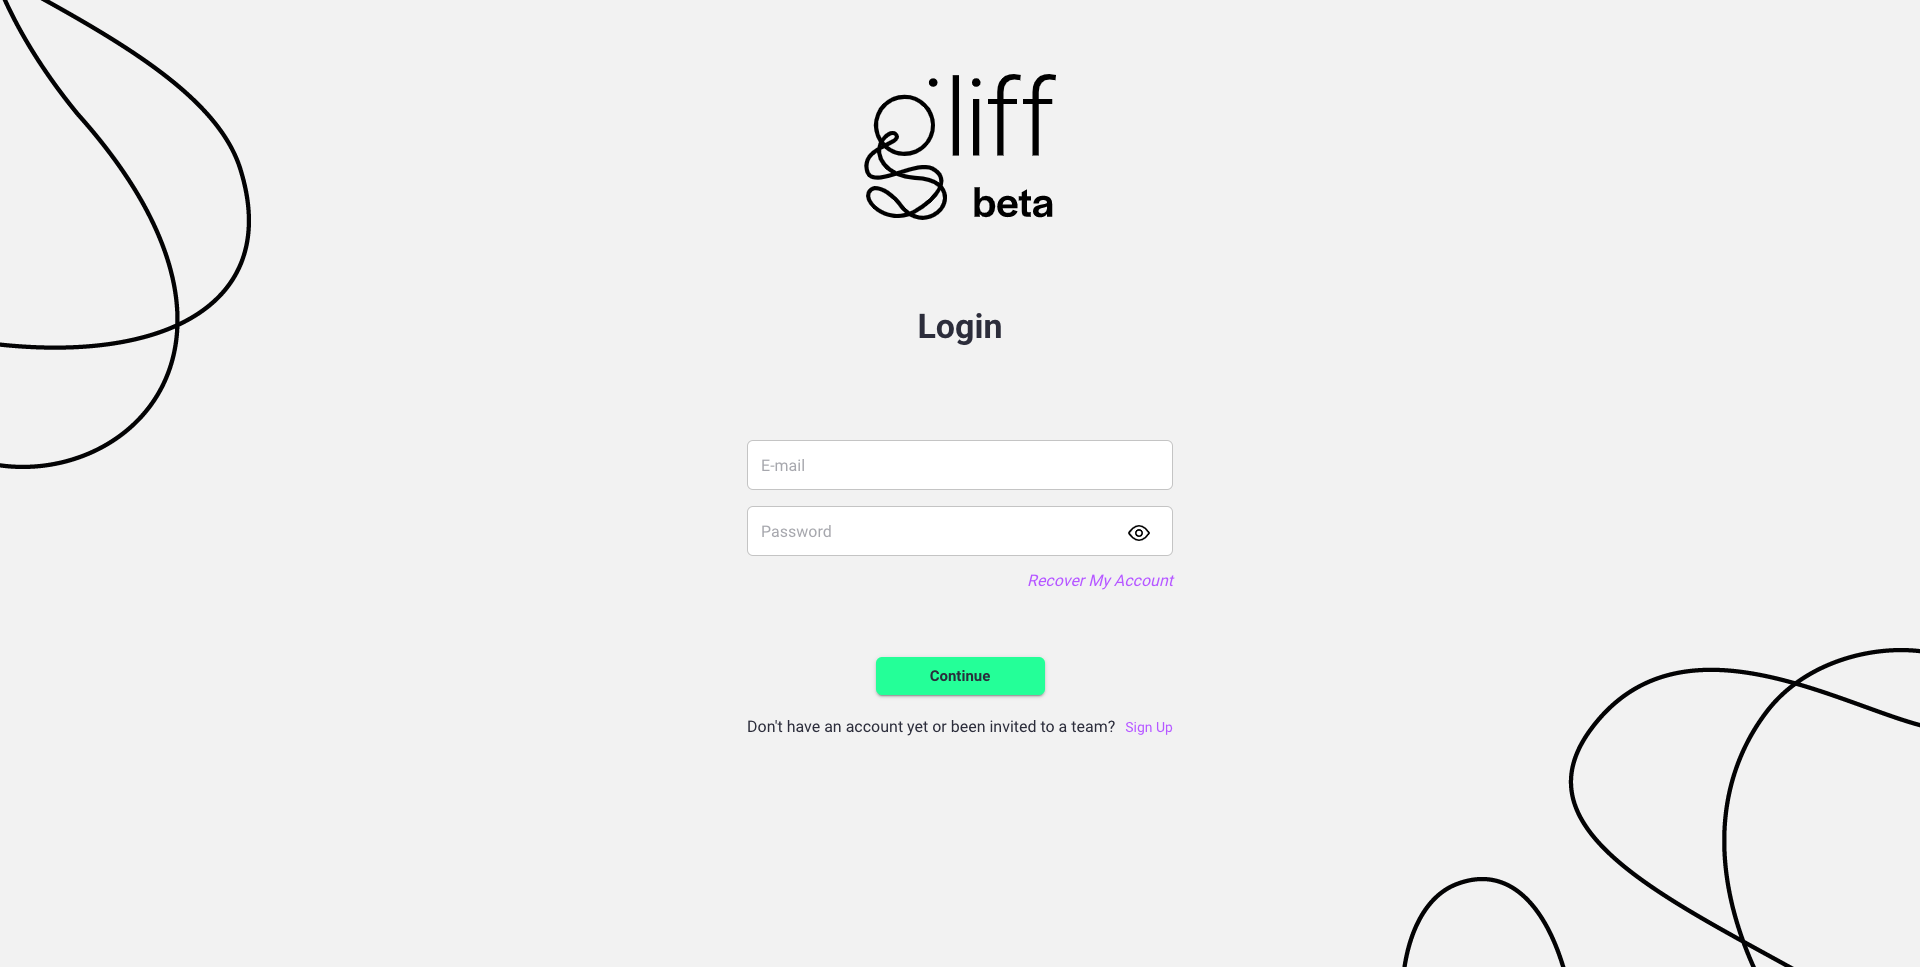 gliff
beta
Login
E-mail
Password
Recover My Account
Continue
Don't have an account yet or been invited to a team? Sign Up